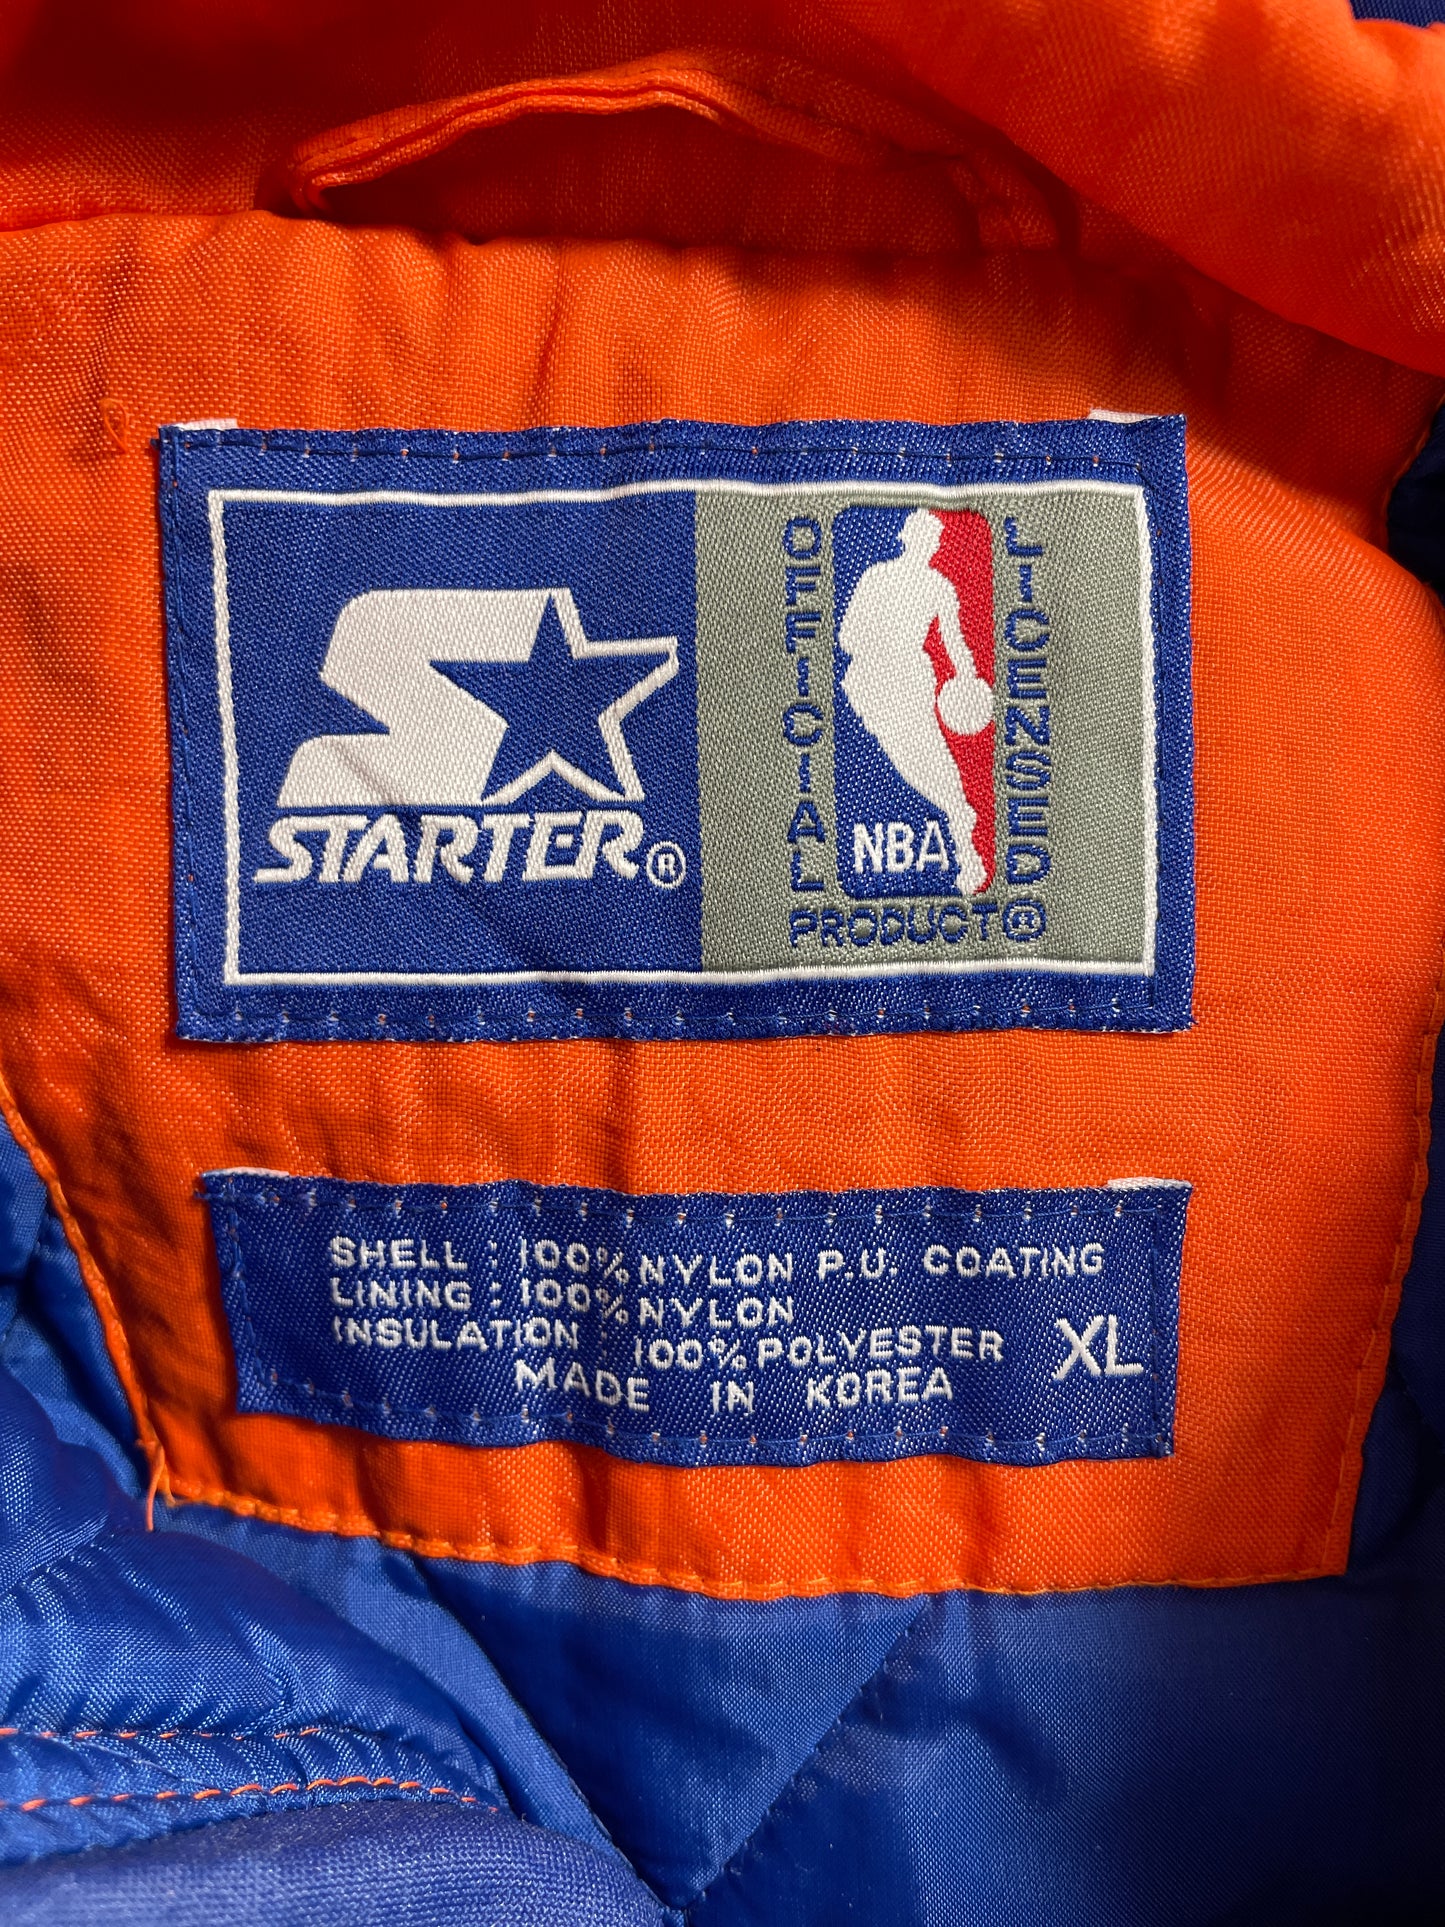 STARTER®
OFFICIAL
LICENSED
NBA
PRODUCT®
SHELL : 100% NYLON P.U. COATING
LINING : 100% NYLON
INSULATION : 100% POLYESTER
XL
MADE IN KOREA